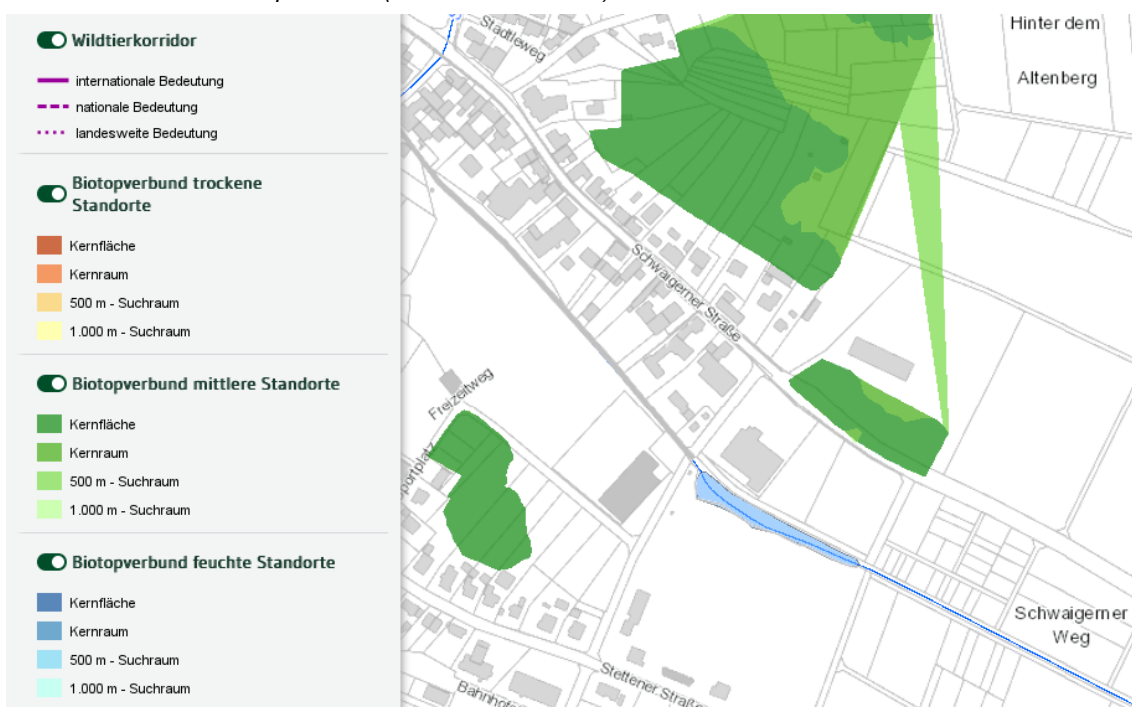 Wildtierkorridor
internationale Bedeutung
nationale Bedeutung
landesweite Bedeutung
Biotopverbund trockene
Standorte
Kernfläche
Kernraum
500 m - Suchraum
1.000 m - Suchraum
Biotopverbund mittlere Standorte
Kernfläche
Kernraum
500 m - Suchraum
1.000 m - Suchraum
Biotopverbund feuchte Standorte
Kernfläche
Kernraum
500 m - Suchraum
1.000 m - Suchraum
Stadtleweg
Hinter dem
Altenberg
Schwaigerner Straße
Freizeitweg
portplatz
Schwaigerner
Weg
Stettener Straße
Bahnhofs